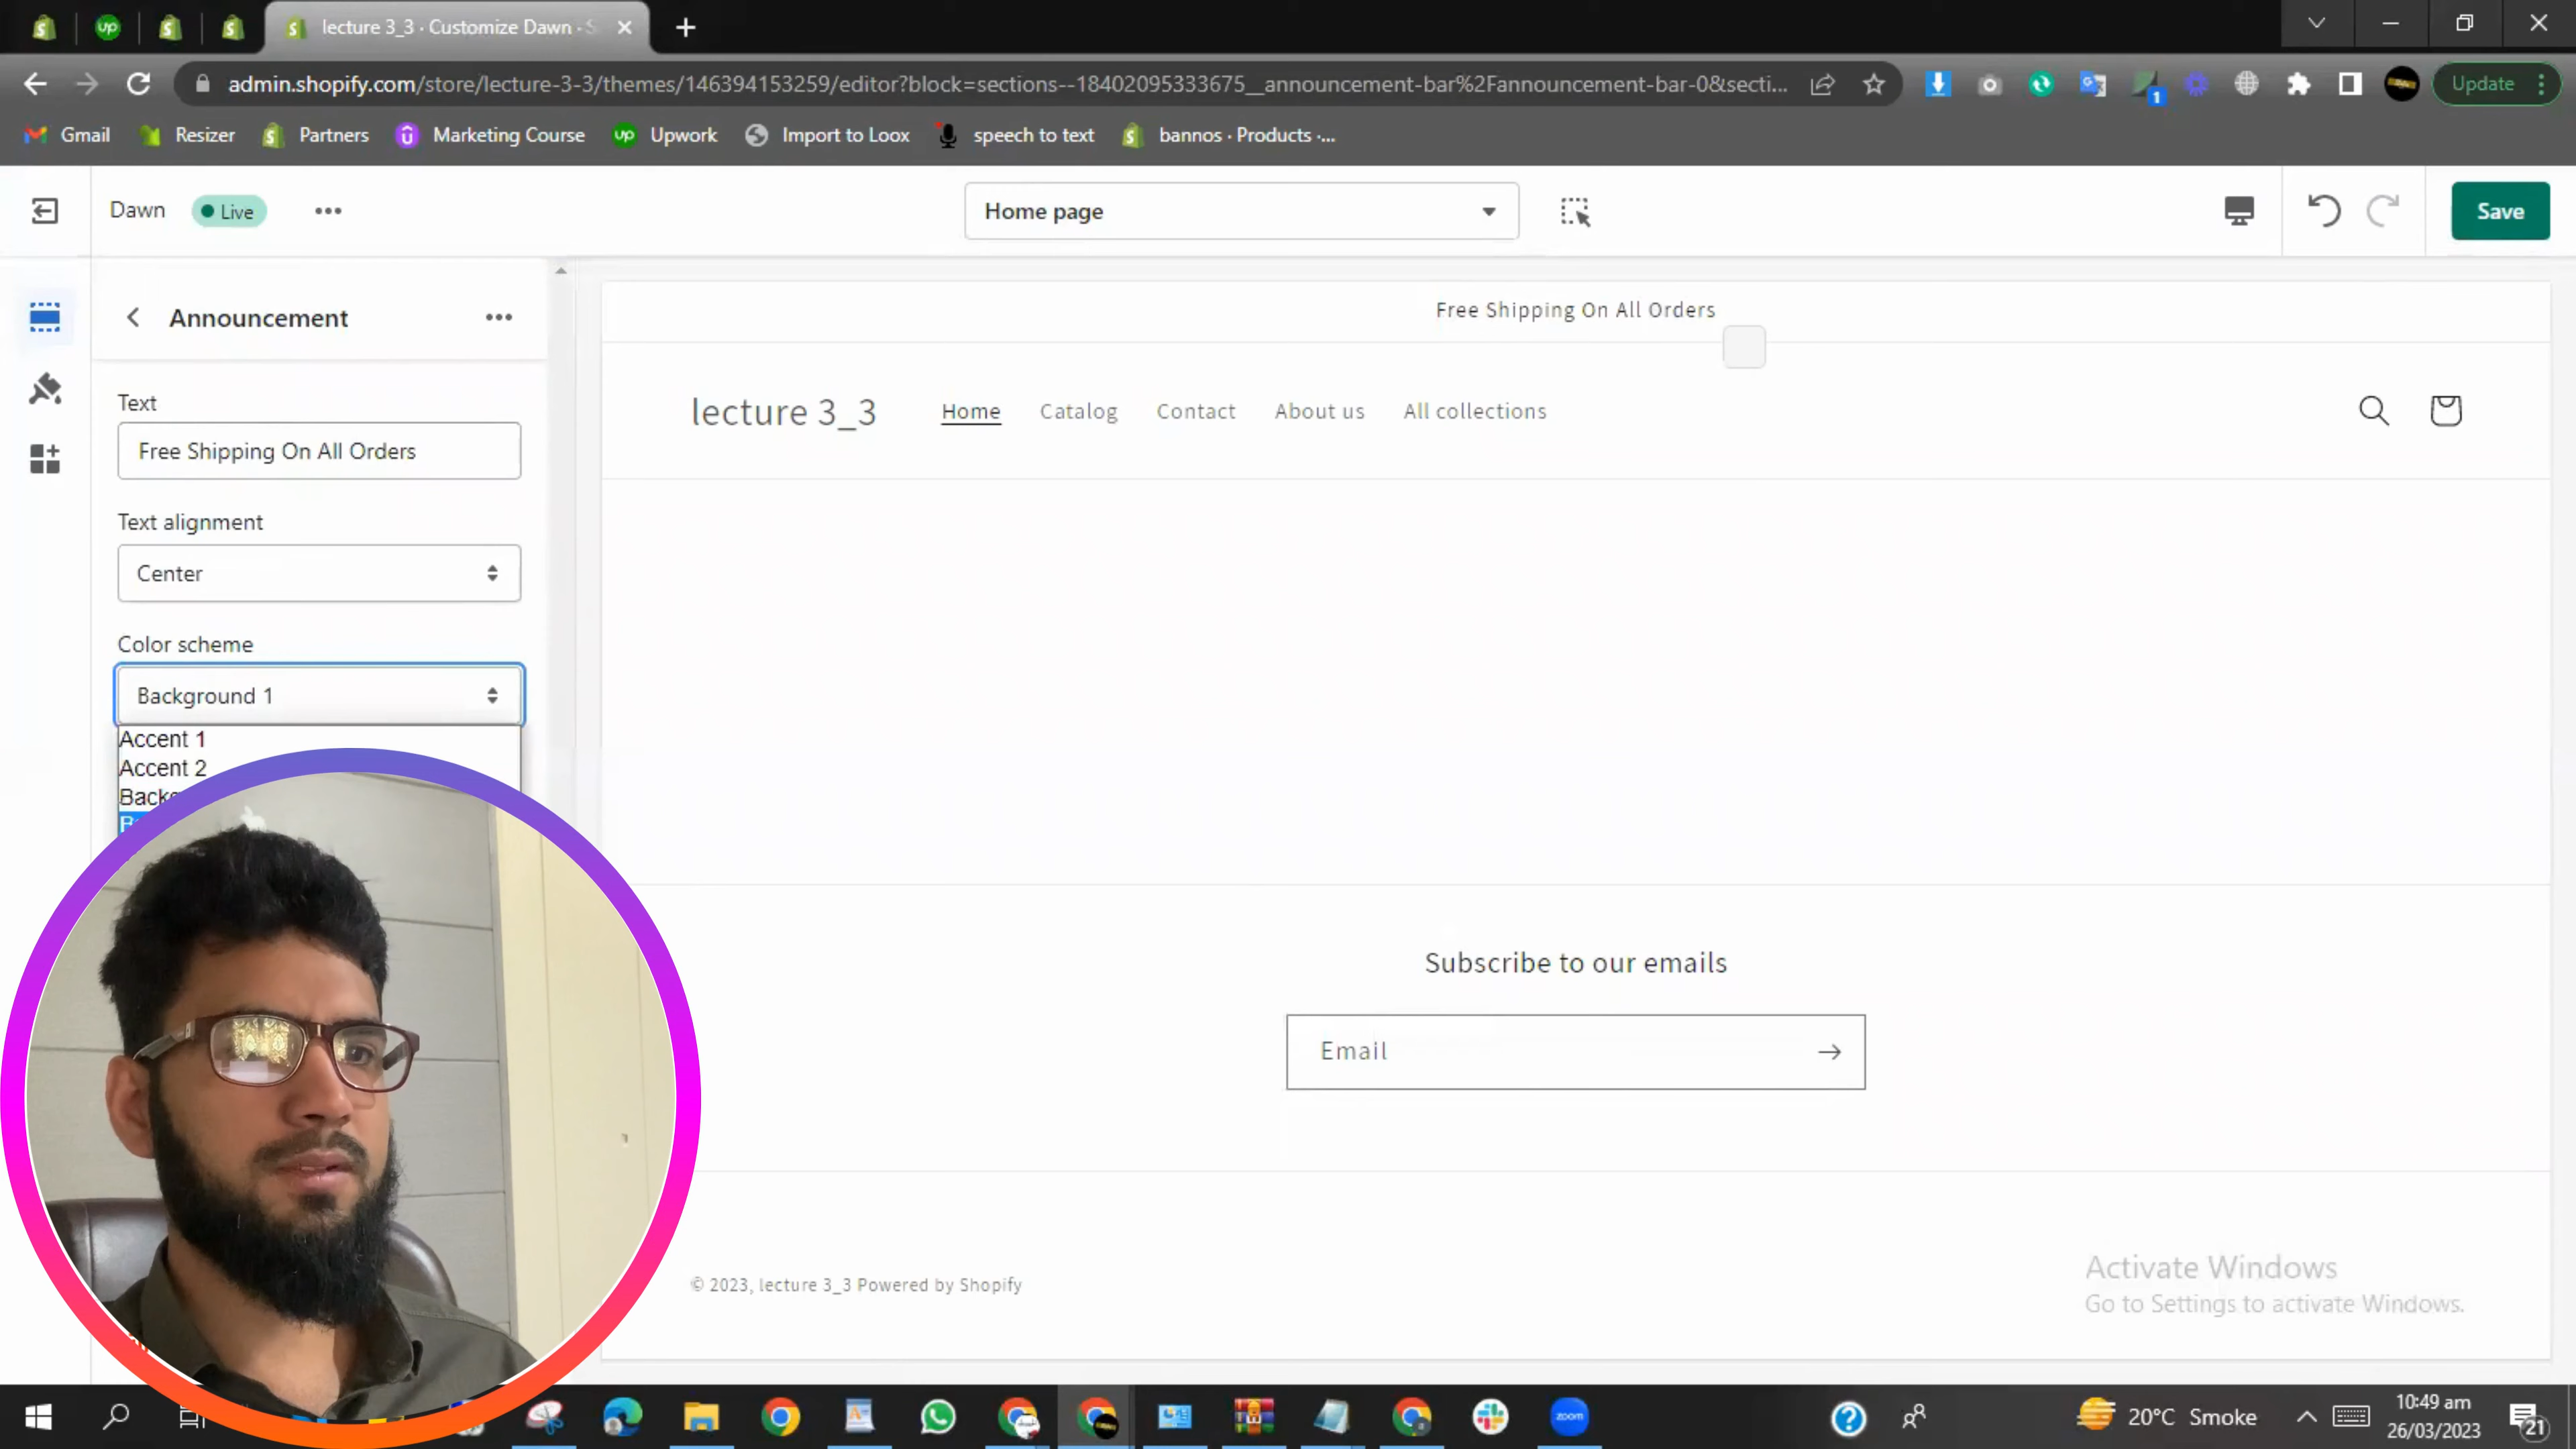 lecture 3_3 · Customize Dawn · S
admin.shopify.com/store/lecture-3-3/themes/146394153259/editor?block=sections--18402095333675__announcement-bar%2Fannouncement-bar-0&secti...
1
Update
Gmail
Resizer
Partners
Marketing Course
up
Upwork
Import to Loox
speech to text
bannos · Products ·...
Dawn
Live
Home page
Save
Announcement
Text
Free Shipping On All Orders
Text alignment
Center
Color scheme
Background 1
Accent 1
Accent 2
Free Shipping On All Orders
lecture 3_3
Home
Catalog
Contact
About us
All collections
Subscribe to our emails
Email
© 2023, lecture 3_3 Powered by Shopify
Activate Windows
Go to Settings to activate Windows.
zoom
20°C Smoke
10:49 am
26/03/2023
21